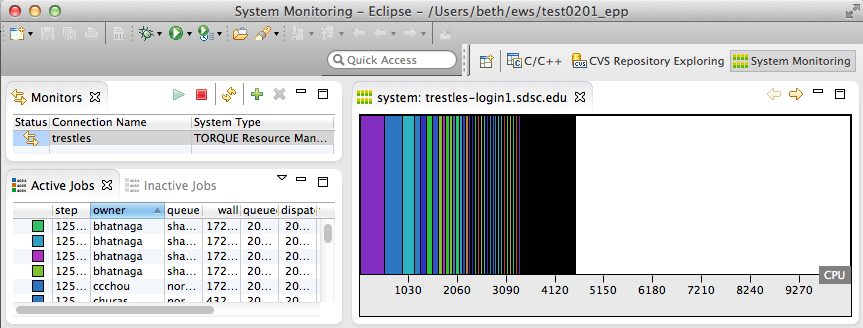 System Monitoring – Eclipse – /Users/beth/ews/test0201_epp
Quick Access
C/C++
CVS Repository Exploring
System Monitoring
Monitors
Status Connection Name System Type
trestles TORQUE Resource Man...
Active Jobs Inactive Jobs
step owner queue wall queued dispatc
125... bhatnaga sha... 172... 20... 20...
125... bhatnaga sha... 172... 20... 20...
125... bhatnaga sha... 172... 20... 20...
125... bhatnaga sha... 172... 20... 20...
125... ccchou nor... 172... 20... 20...
125 churas nor 432 20 20
system: trestles-login1.sdsc.edu
CPU
1030 2060 3090 4120 5150 6180 7210 8240 9270